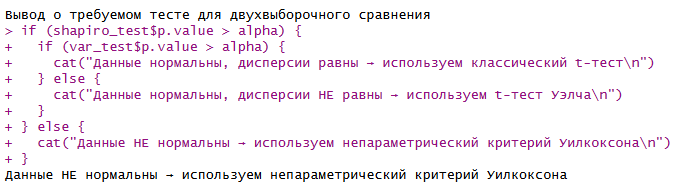 Вывод о требуемом тесте для двухвыборочного сравнения
> if (shapiro_test$p.value > alpha) {
+   if (var_test$p.value > alpha) {
+     cat("Данные нормальны, дисперсии равны → используем классический t-тест\n")
+   } else {
+     cat("Данные нормальны, дисперсии НЕ равны → используем t-тест Уэлча\n")
+   }
+ } else {
+   cat("Данные НЕ нормальны → используем непараметрический критерий Уилкоксона\n")
+ }
Данные НЕ нормальны → используем непараметрический критерий Уилкоксона